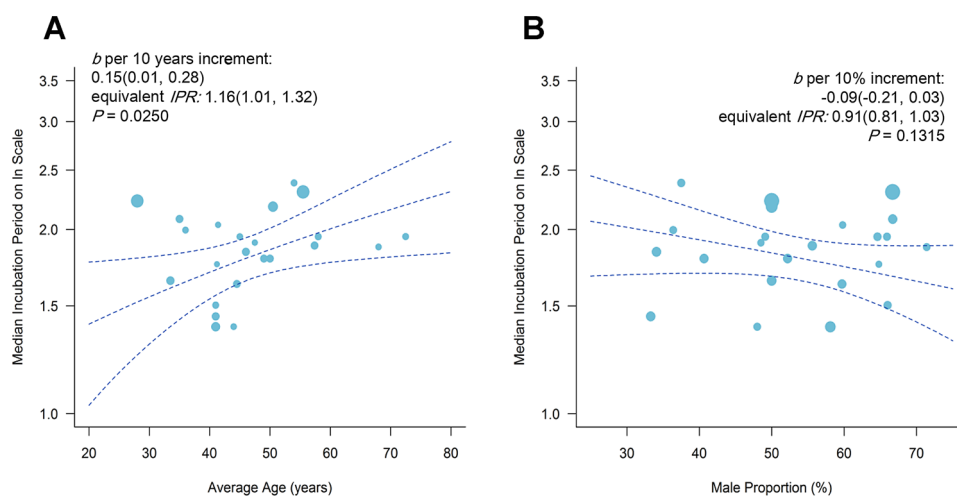 A
b per 10 years increment:
0.15(0.01, 0.28)
equivalent IPR: 1.16(1.01, 1.32)
P = 0.0250
Median Incubation Period on ln Scale
3.5
3.0
2.5
2.0
1.5
1.0
20 30 40 50 60 70 80
Average Age (years)
B
b per 10% increment:
-0.09(-0.21, 0.03)
equivalent IPR: 0.91(0.81, 1.03)
P = 0.1315
Median Incubation Period on ln Scale
3.5
3.0
2.5
2.0
1.5
1.0
30 40 50 60 70
Male Proportion (%)